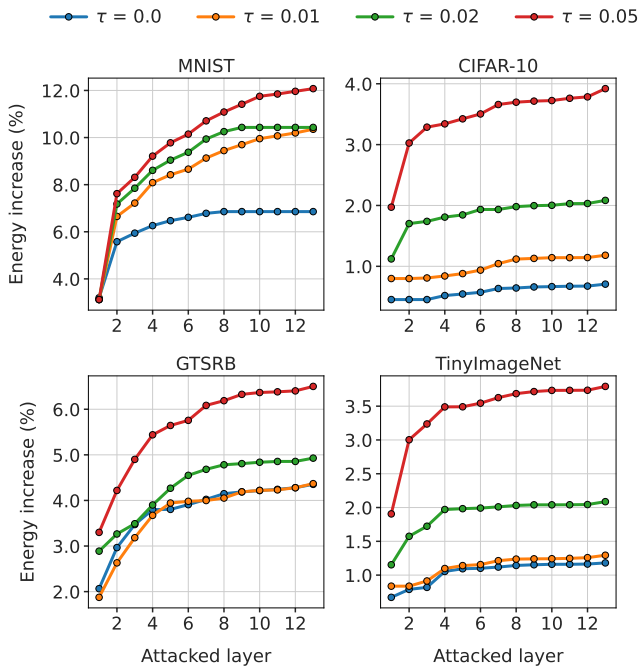 τ = 0.0 τ = 0.01 τ = 0.02 τ = 0.05
MNIST
CIFAR-10
Energy increase (%)
12.0
10.0
8.0
6.0
4.0
2 4 6 8 10 12
4.0
3.0
2.0
1.0
2 4 6 8 10 12
GTSRB
TinyImageNet
Energy increase (%)
6.0
5.0
4.0
3.0
2.0
2 4 6 8 10 12
Attacked layer
3.5
3.0
2.5
2.0
1.5
1.0
2 4 6 8 10 12
Attacked layer